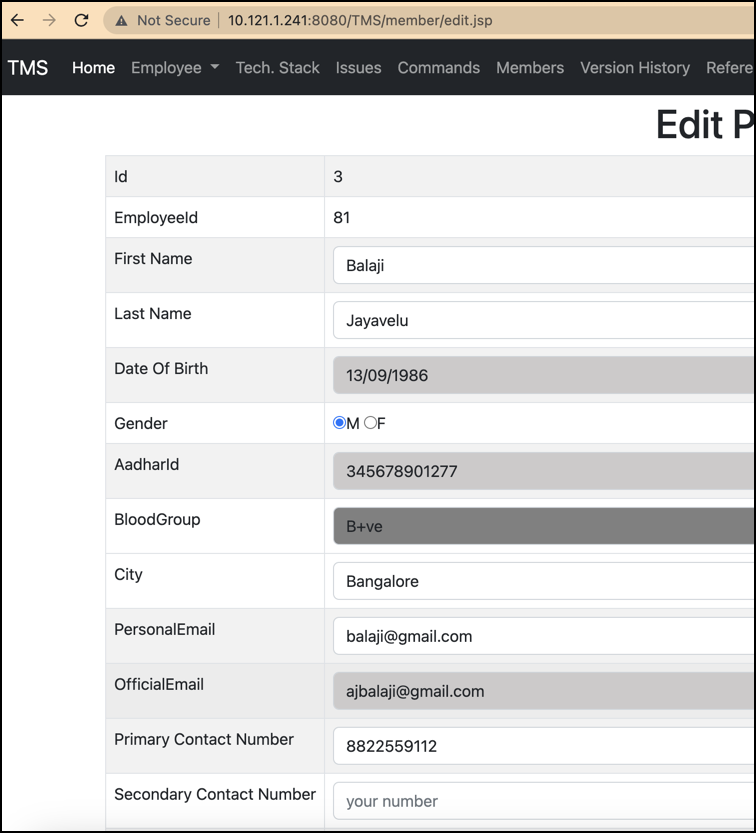 Not Secure 10.121.1.241:8080/TMS/member/edit.jsp
TMS Home Employee Tech. Stack Issues Commands Members Version History Refere
Edit P
Id 3
EmployeeId 81
First Name Balaji
Last Name Jayavelu
Date Of Birth 13/09/1986
Gender M F
AadharId 345678901277
BloodGroup B+ve
City Bangalore
PersonalEmail balaji@gmail.com
OfficialEmail ajbalaji@gmail.com
Primary Contact Number 8822559112
Secondary Contact Number your number